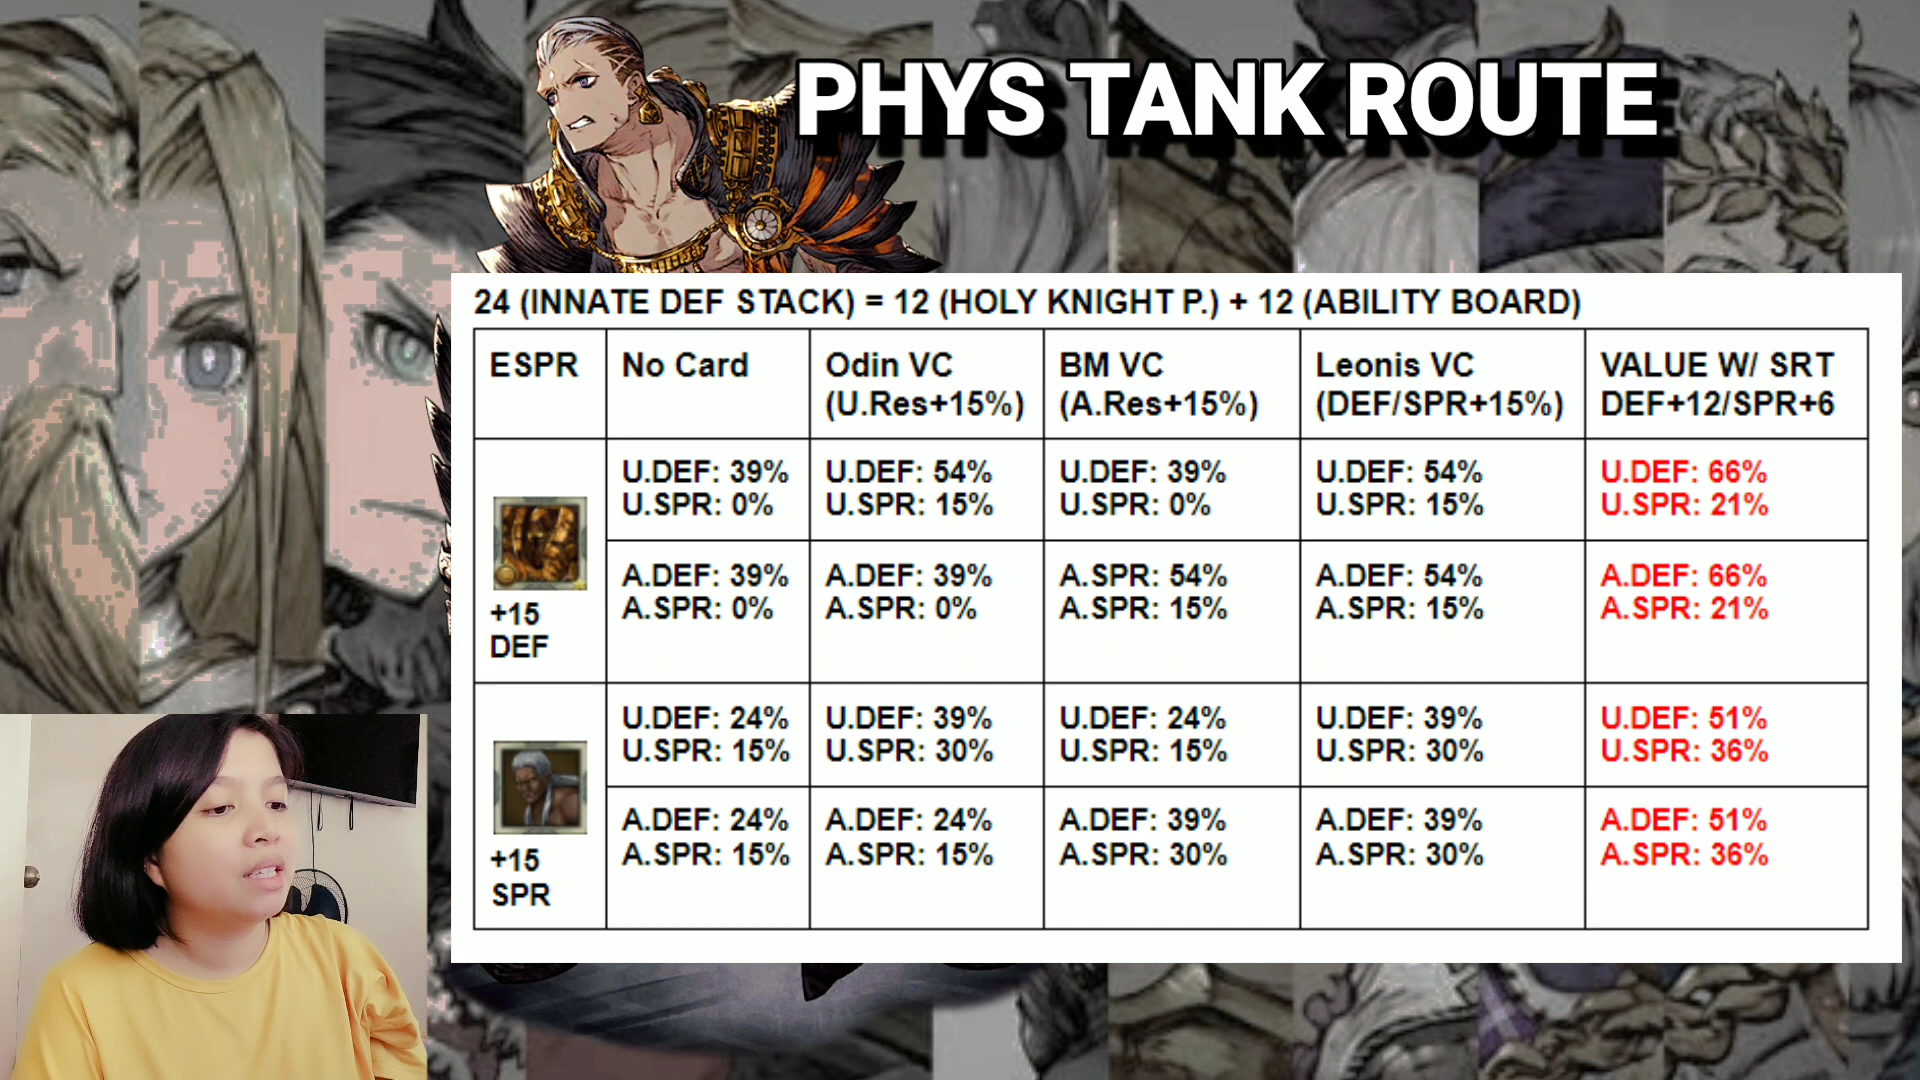 PHYS TANK ROUTE
24 (INNATE DEF STACK) = 12 (HOLY KNIGHT P.) + 12 (ABILITY BOARD)
ESPR
No Card
Odin VC
(U.Res+15%)
BM VC
(A.Res+15%)
Leonis VC
(DEF/SPR+15%)
VALUE W/ SRT
DEF+12/SPR+6
+15
DEF
U.DEF: 39%
U.SPR: 0%
U.DEF: 54%
U.SPR: 15%
U.DEF: 39%
U.SPR: 0%
U.DEF: 54%
U.SPR: 15%
U.DEF: 66%
U.SPR: 21%
A.DEF: 39%
A.SPR: 0%
A.DEF: 39%
A.SPR: 0%
A.SPR: 54%
A.SPR: 15%
A.DEF: 54%
A.SPR: 15%
A.DEF: 66%
A.SPR: 21%
+15
SPR
U.DEF: 24%
U.SPR: 15%
U.DEF: 39%
U.SPR: 30%
U.DEF: 24%
U.SPR: 15%
U.DEF: 39%
U.SPR: 30%
U.DEF: 51%
U.SPR: 36%
A.DEF: 24%
A.SPR: 15%
A.DEF: 24%
A.SPR: 15%
A.DEF: 39%
A.SPR: 30%
A.DEF: 39%
A.SPR: 30%
A.DEF: 51%
A.SPR: 36%